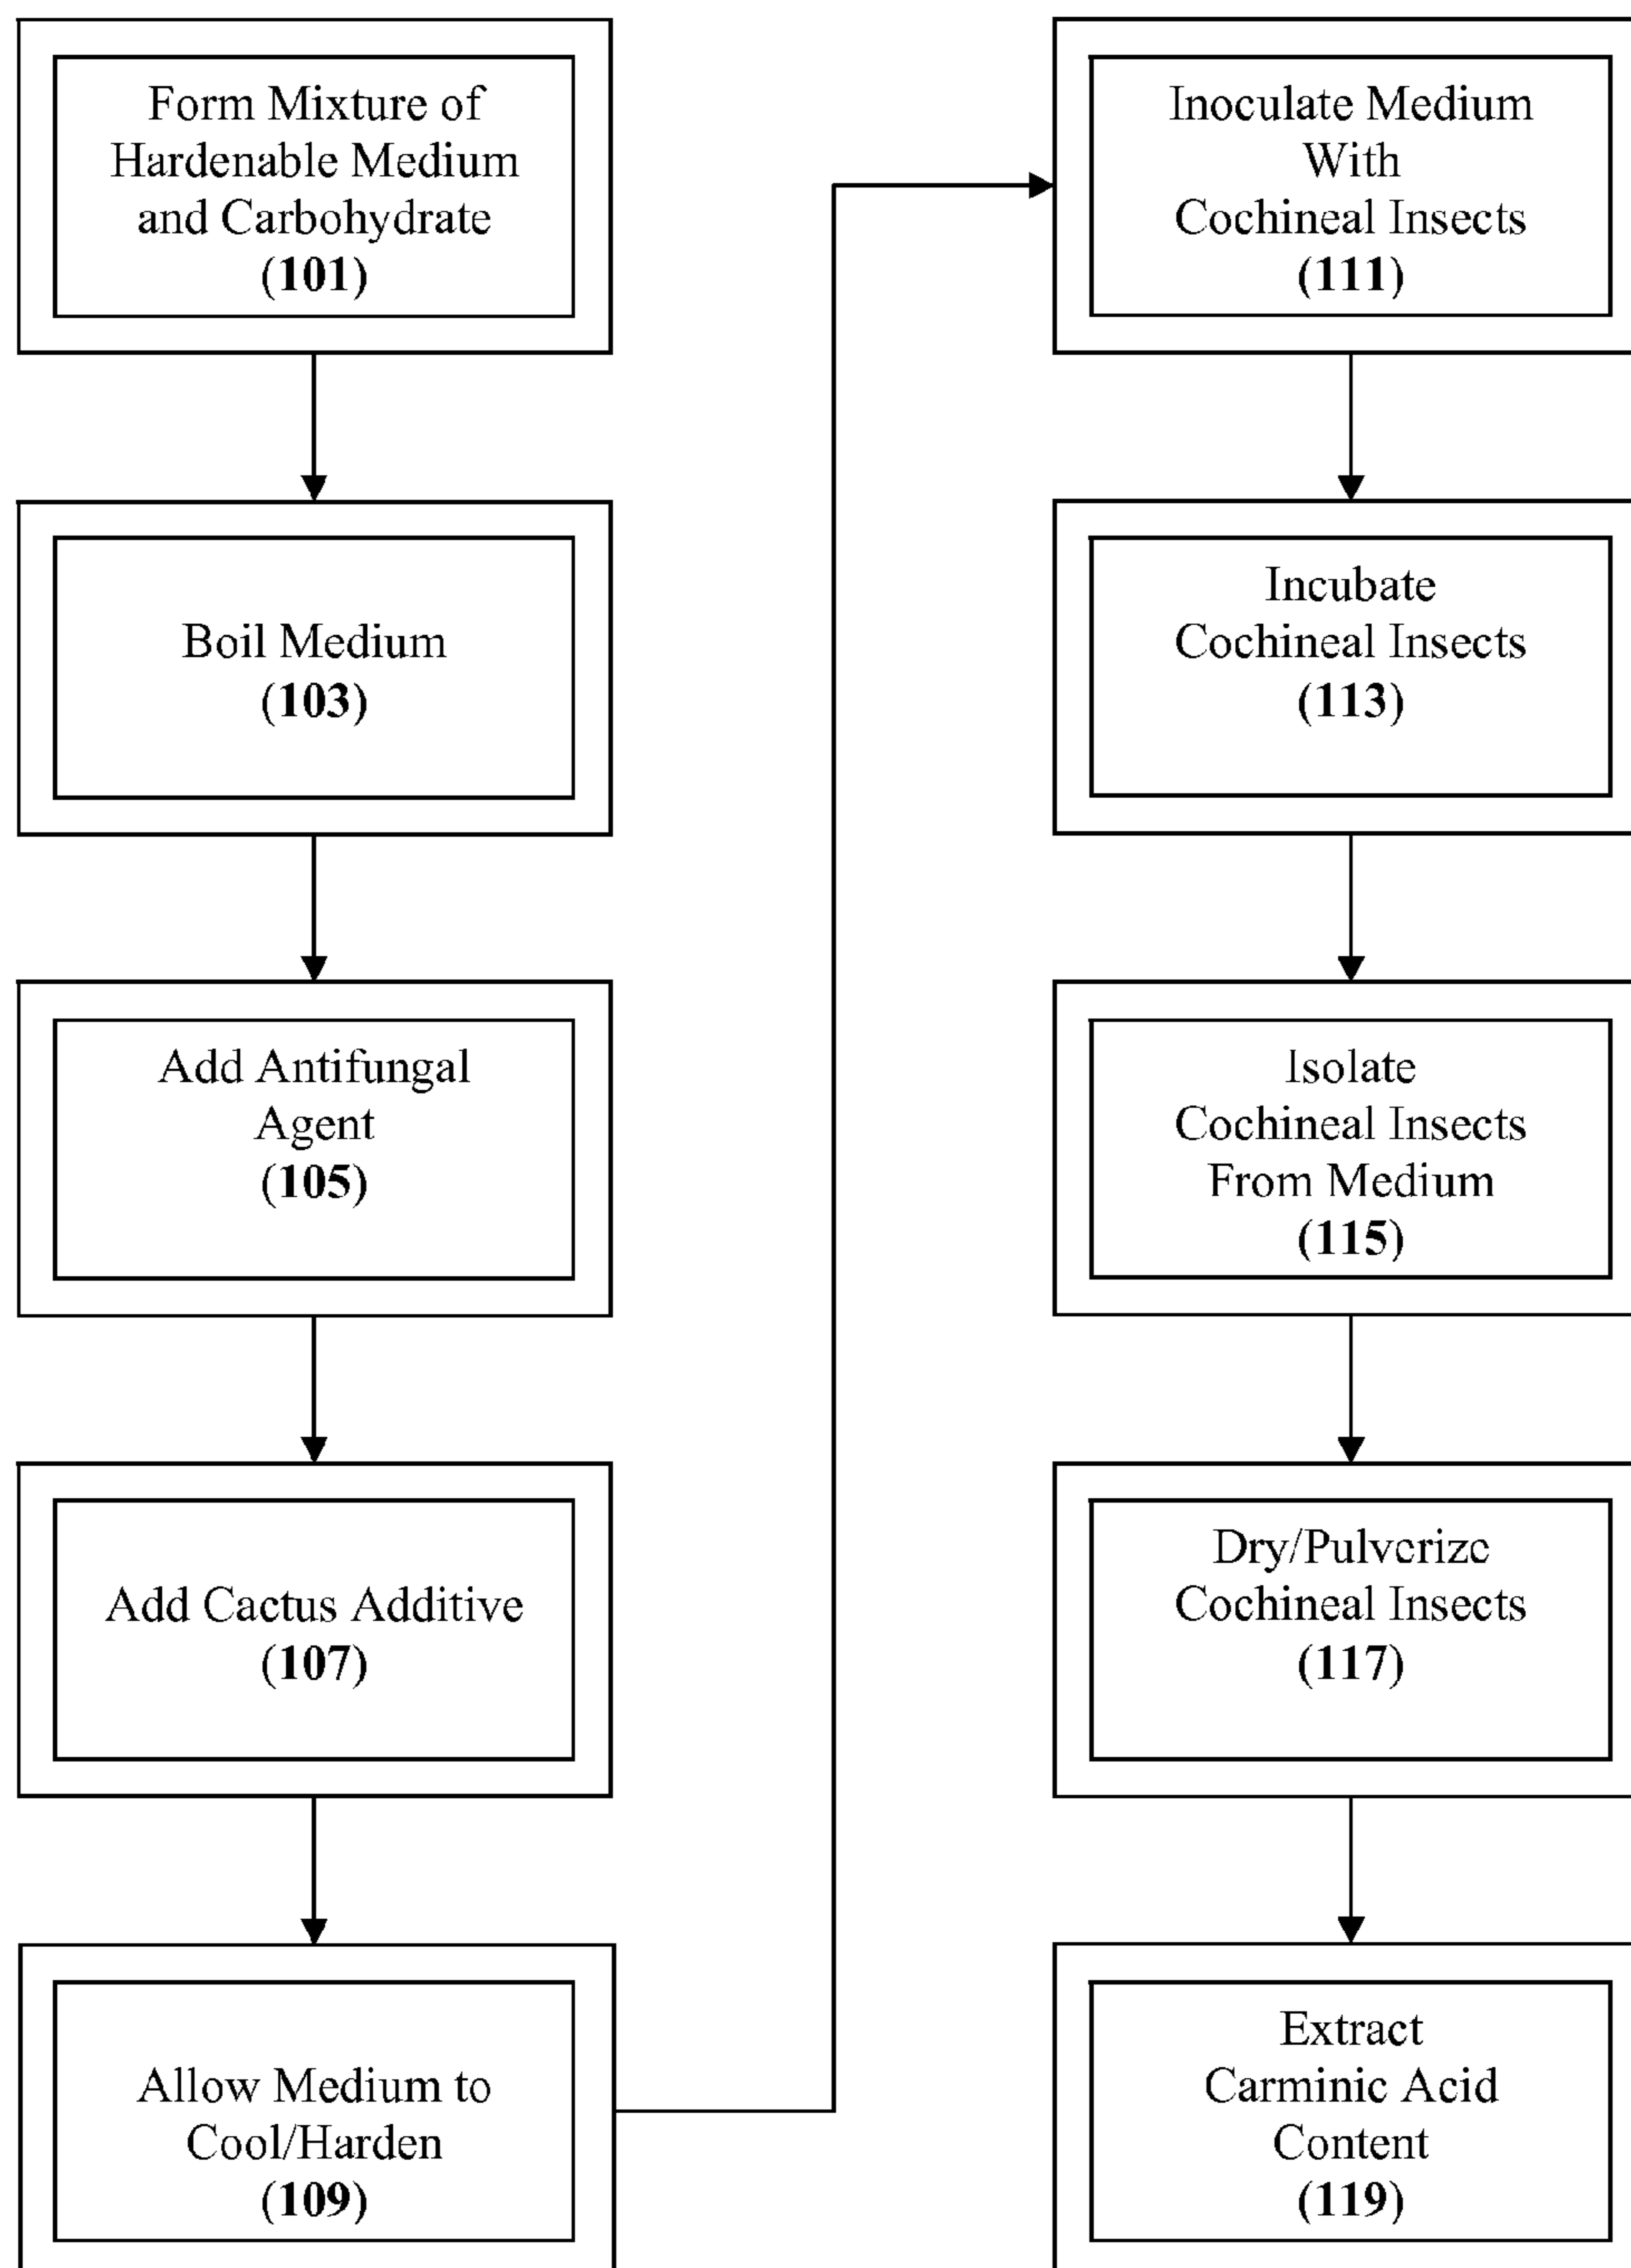 Form Mixture of
Hardenable Medium
and Carbohydrate
(101)
Boil Medium
(103)
Add Antifungal
Agent
(105)
Add Cactus Additive
(107)
Allow Medium to
Cool/Harden
(109)
Inoculate Medium
With
Cochineal Insects
(111)
Incubate
Cochineal Insects
(113)
Isolate
Cochineal Insects
From Medium
(115)
Dry/Pulverize
Cochineal Insects
(117)
Extract
Carminic Acid
Content
(119)